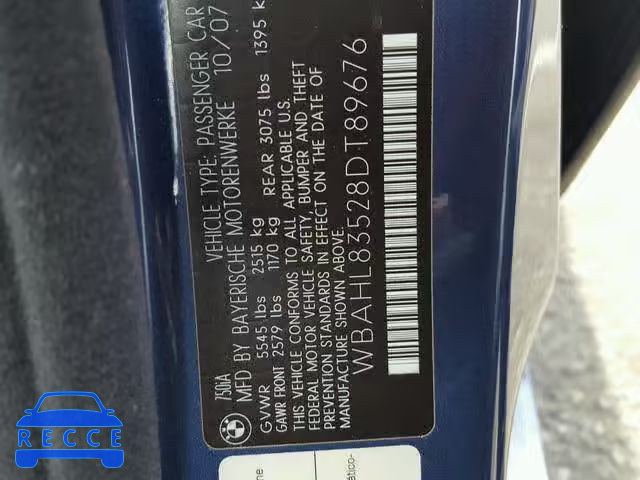 750iA
VEHICLE TYPE: PASSENGER CAR
MFD BY BAYERISCHE MOTORENWERKE 10/07
GVWR 5545 lbs 2515 kg
GAWR FRONT 2579 lbs 1170 kg REAR 3075 lbs 1395 k
THIS VEHICLE CONFORMS TO ALL APPLICABLE U.S.
FEDERAL MOTOR VEHICLE SAFETY, BUMPER AND THEFT
PREVENTION STANDARDS IN EFFECT ON THE DATE OF
MANUFACTURE SHOWN ABOVE.
WBAHL83528DT89676
RECCE
ático-